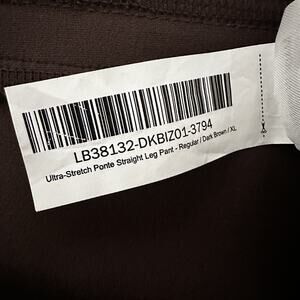 LB38132-DKBIZ01-3794
Ultra-Stretch Ponte Straight Leg Pant - Regular / Dark Brown / XL